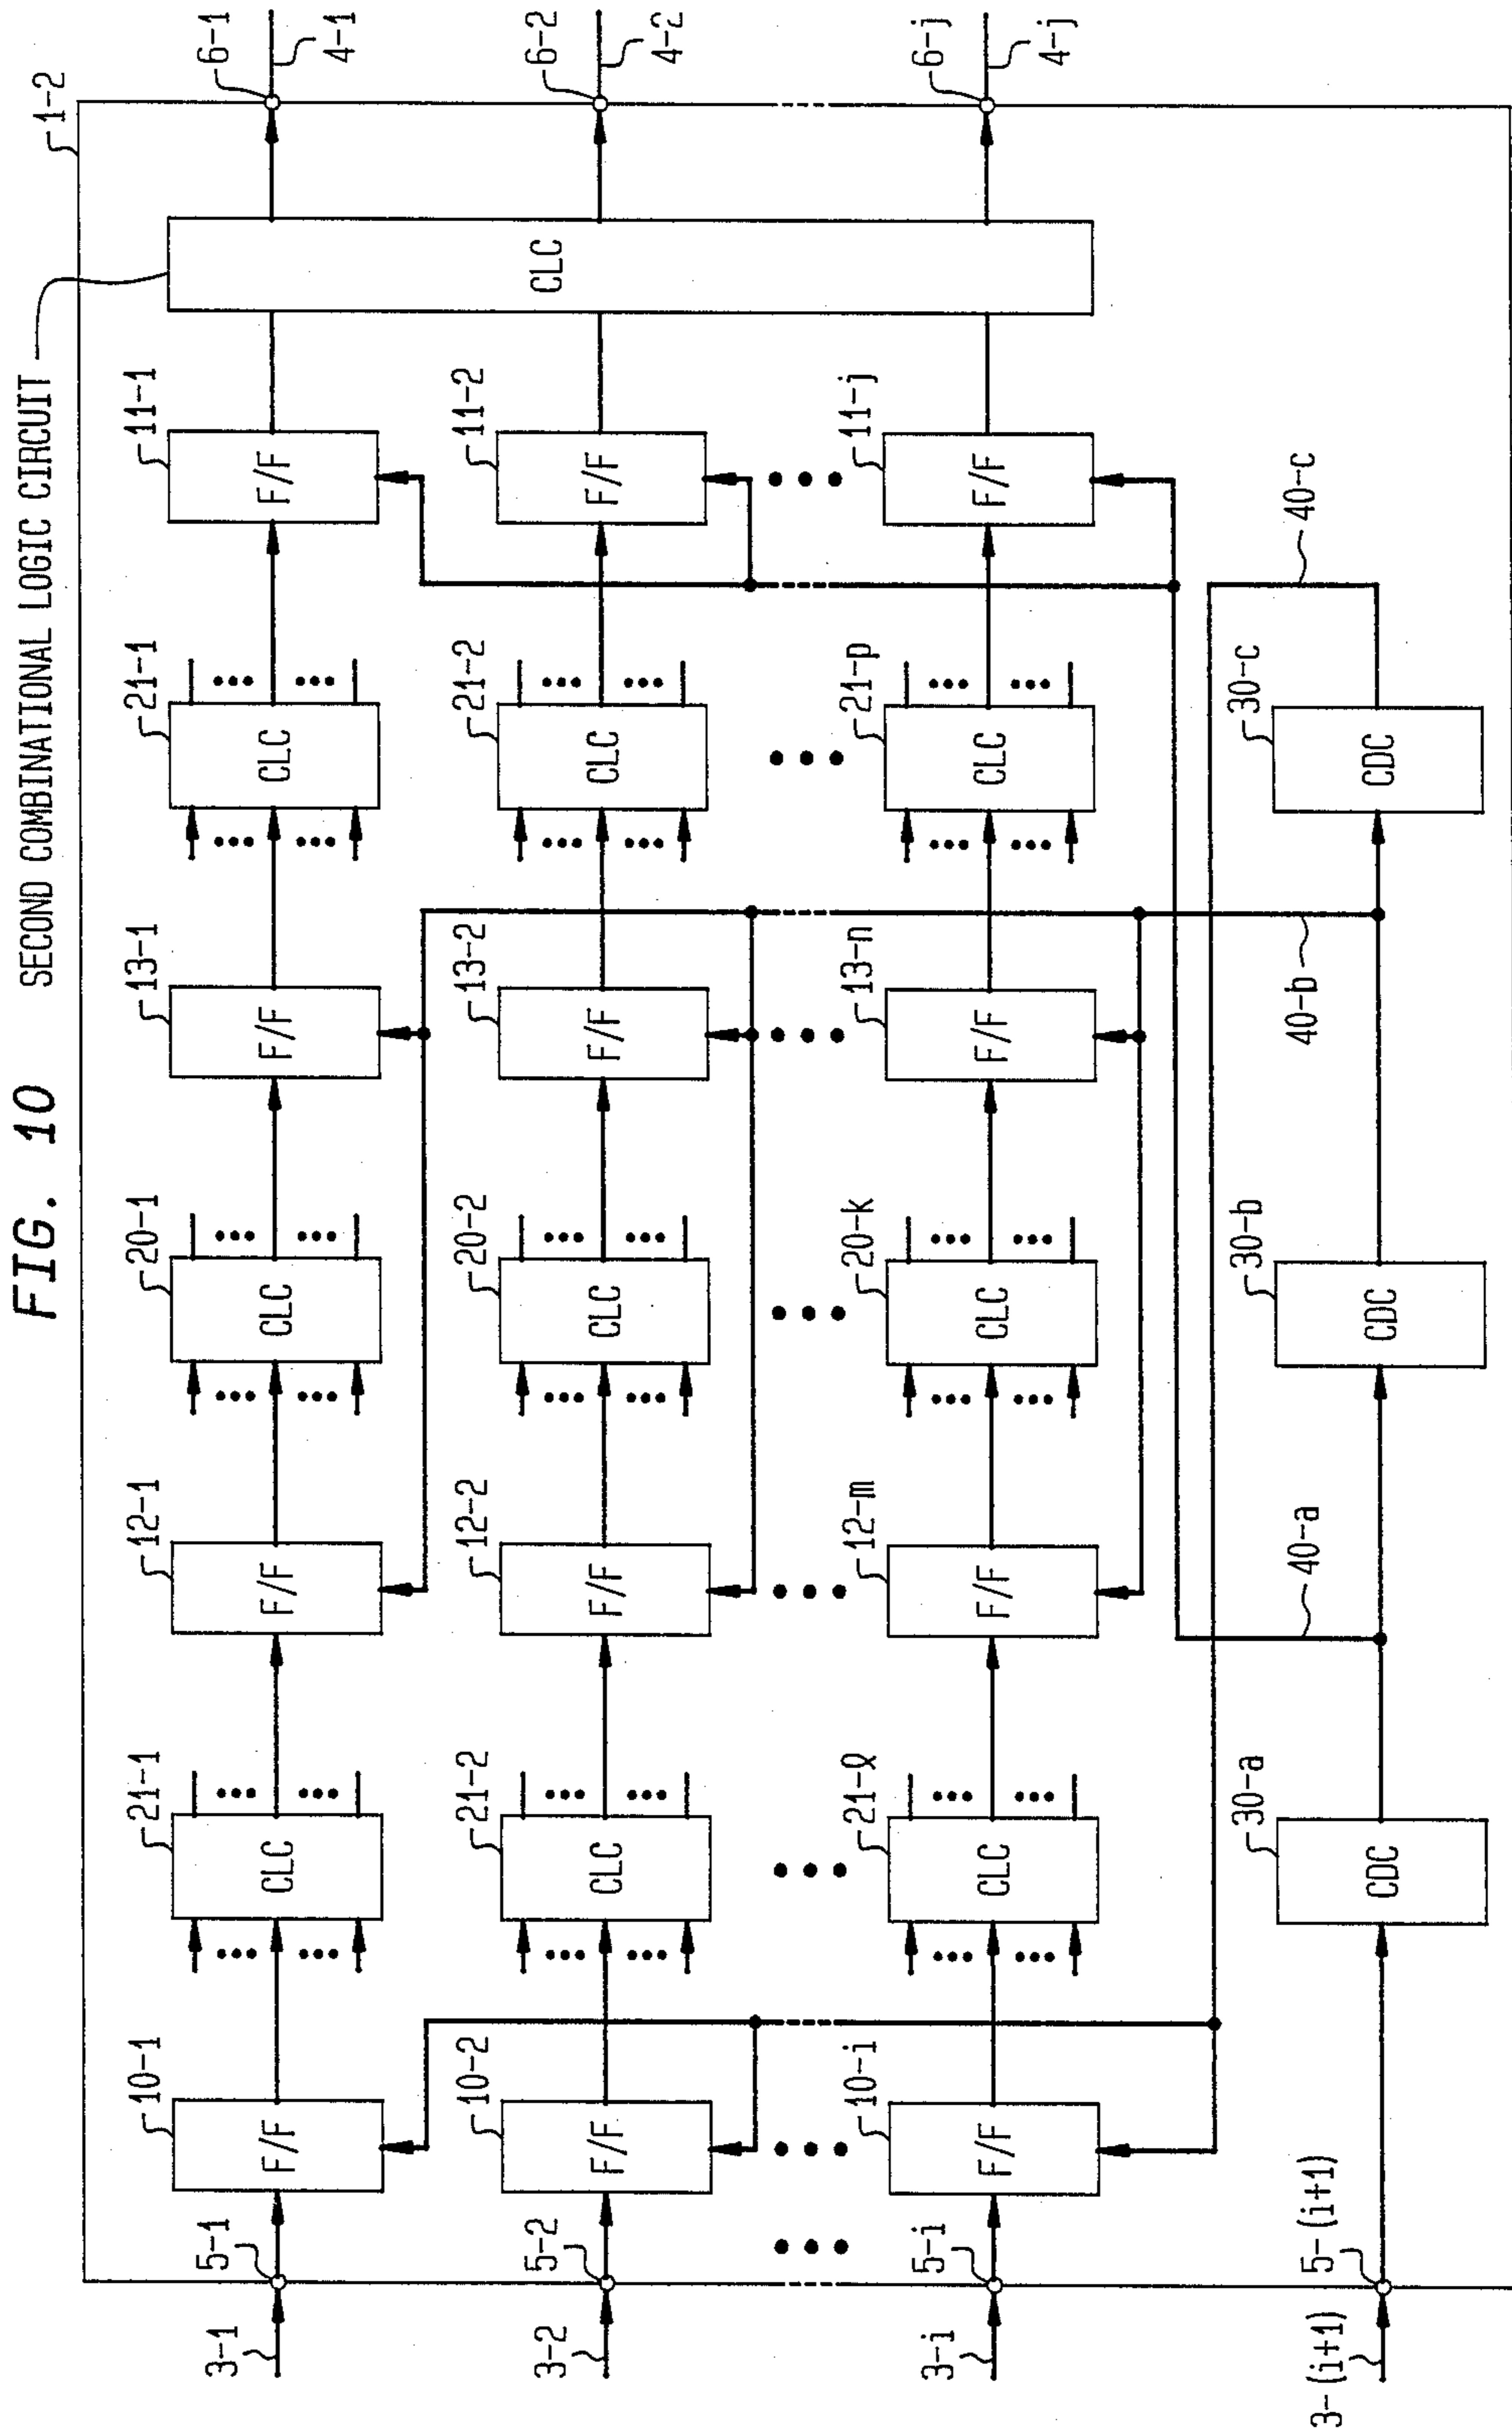 FIG. 10
SECOND COMBINATIONAL LOGIC CIRCUIT
1-2
3-1
5-1
10-1
F/F
21-1
CLC
12-1
F/F
20-1
CLC
13-1
F/F
21-1
CLC
11-1
F/F
CLC
6-1
4-1
3-2
5-2
10-2
F/F
21-2
CLC
12-2
F/F
20-2
CLC
13-2
F/F
21-2
CLC
11-2
F/F
6-2
4-2
3-i
5-i
10-i
F/F
21-ℓ
CLC
12-m
F/F
20-k
CLC
13-n
F/F
21-p
CLC
11-j
F/F
6-j
4-j
3-(i+1)
5-(i+1)
30-a
CDC
40-a
30-b
CDC
40-b
30-c
CDC
40-c